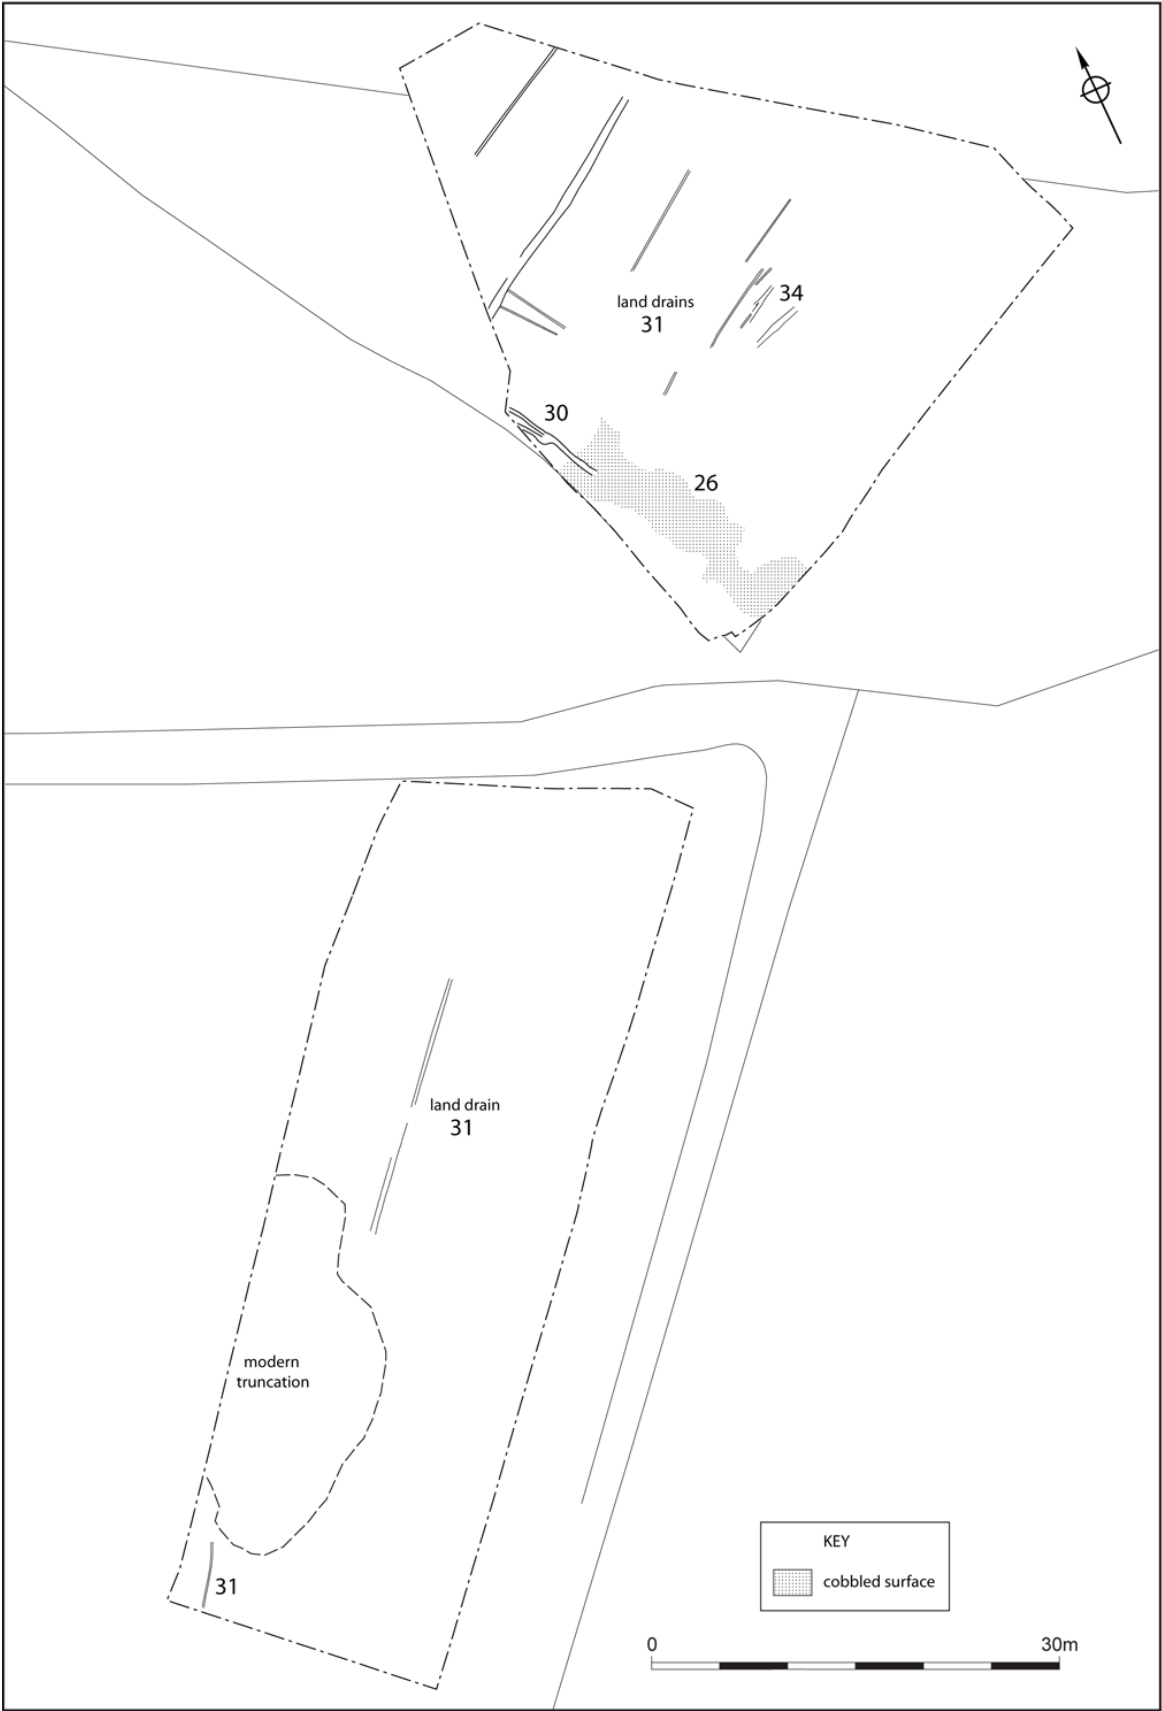 34
land drains
31
30
26
land drain
31
modern
truncation
31
KEY
cobbled surface
0 30m